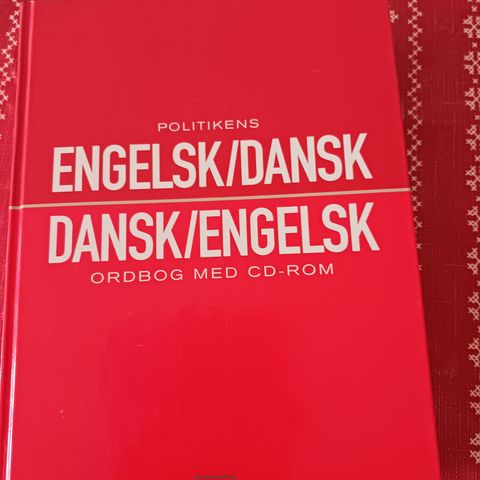 POLITIKENS
ENGELSK/DANSK
DANSK/ENGELSK
ORDBOG MED CD-ROM